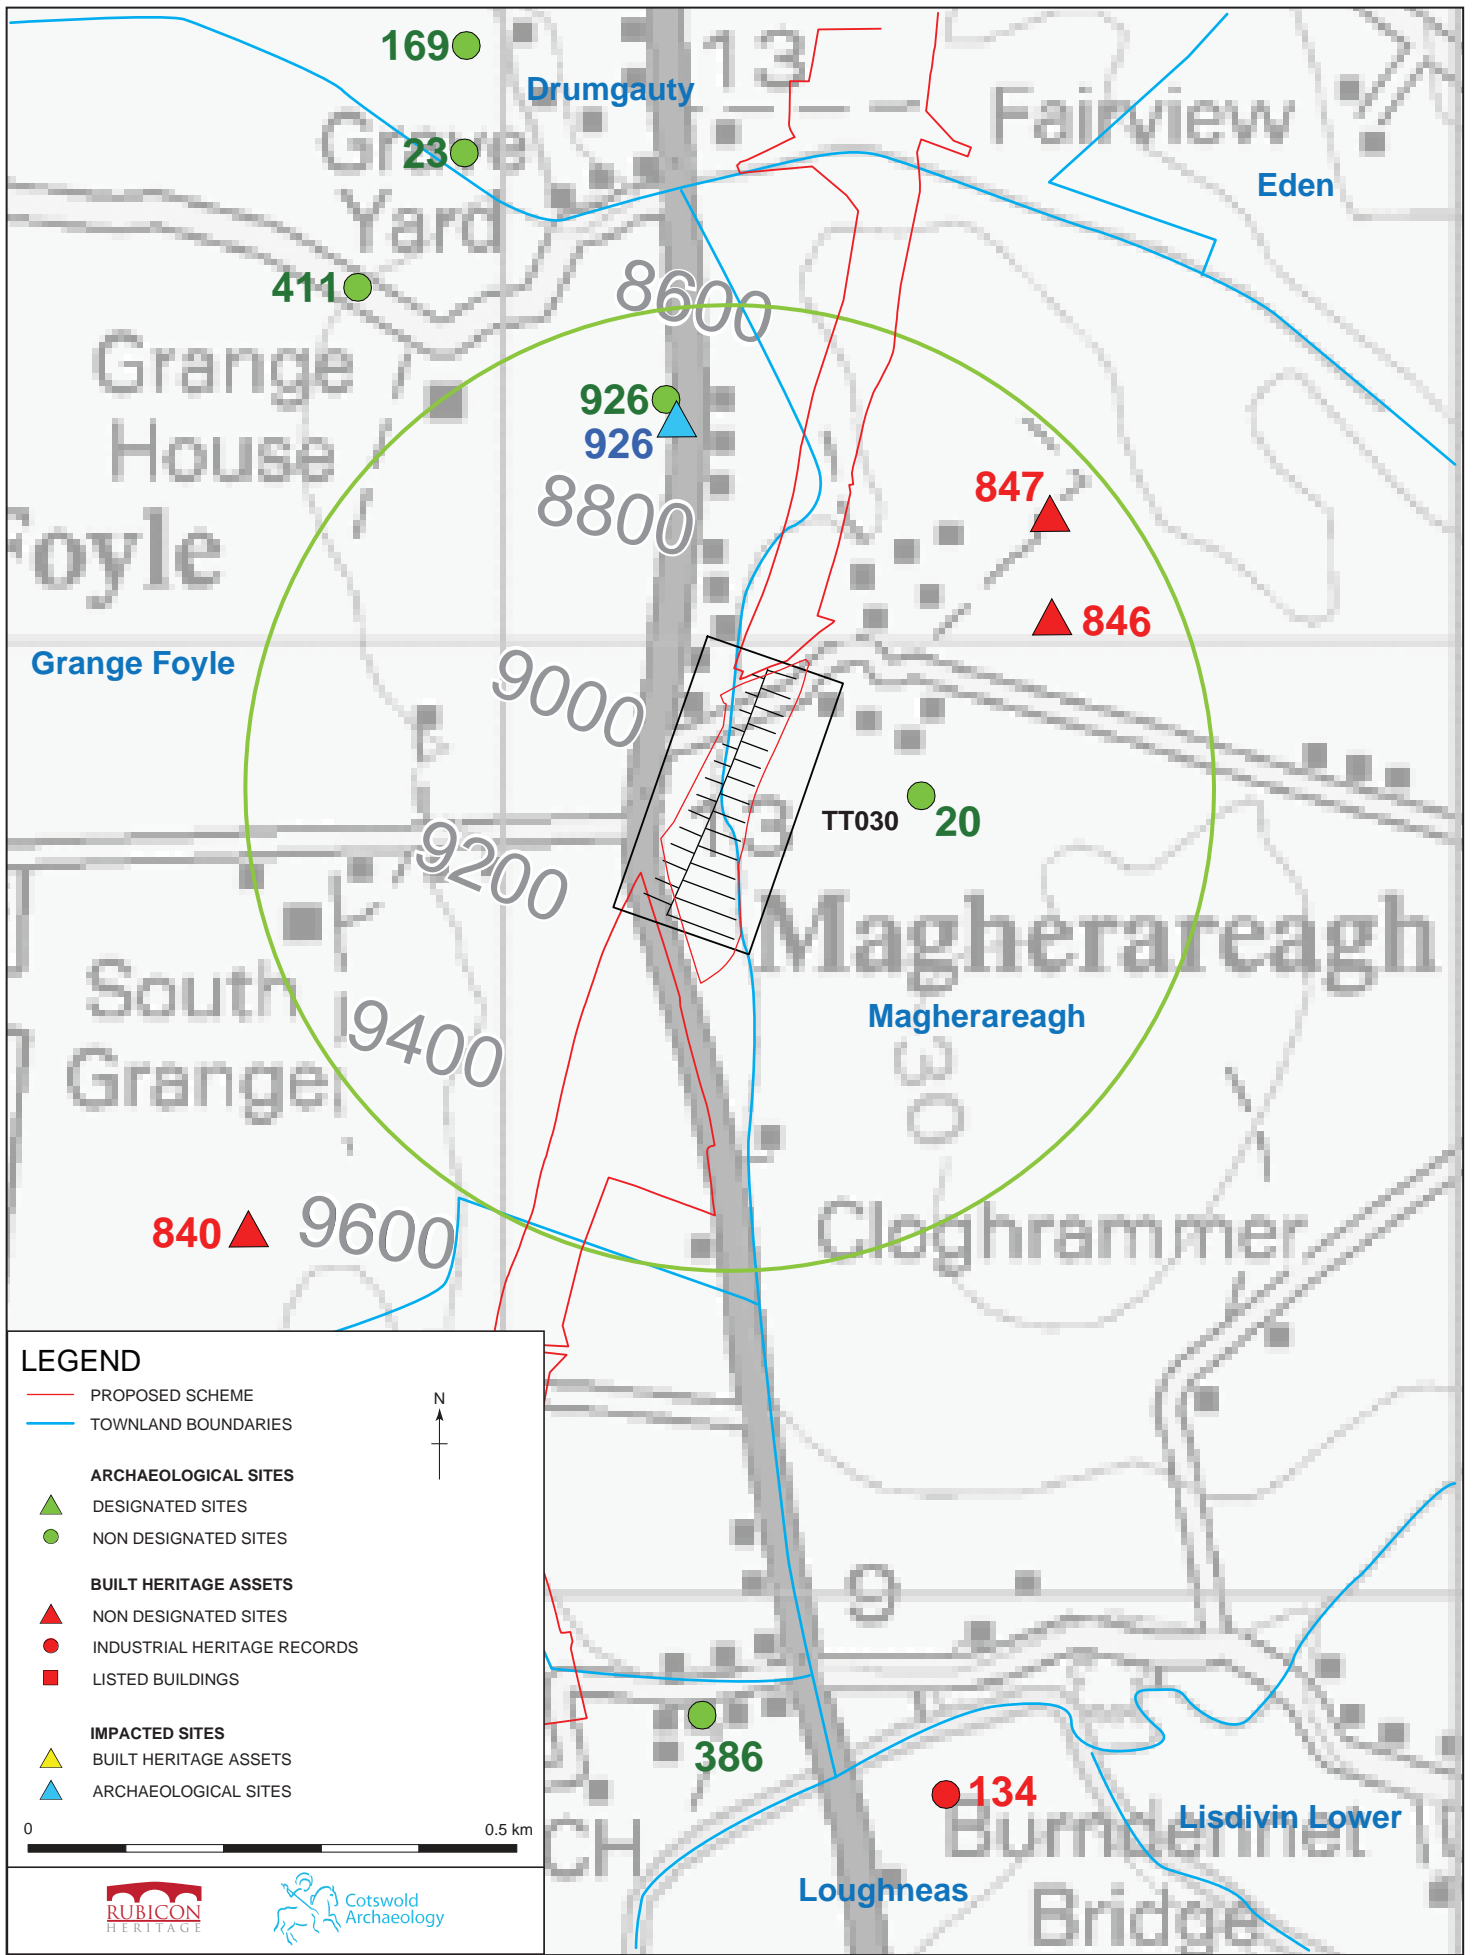 169
13
Drumgauty
Fairview
Grave
23
Yard
Eden
411
8600
Grange
House
926
926
8800
847
Foyle
846
Grange Foyle
9000
13
TT030
20
9200
Magherareagh
South
Grange
9400
Magherareagh
30
840
9600
Cloghrammer
LEGEND
PROPOSED SCHEME
TOWNLAND BOUNDARIES
N
ARCHAEOLOGICAL SITES
DESIGNATED SITES
NON DESIGNATED SITES
BUILT HERITAGE ASSETS
NON DESIGNATED SITES
INDUSTRIAL HERITAGE RECORDS
LISTED BUILDINGS
IMPACTED SITES
BUILT HERITAGE ASSETS
ARCHAEOLOGICAL SITES
0 0.5 km
RUBICON
HERITAGE
Cotswold
Archaeology
9
386
134
CH
Burndennet
Bridge
Lisdivin Lower
Loughneas